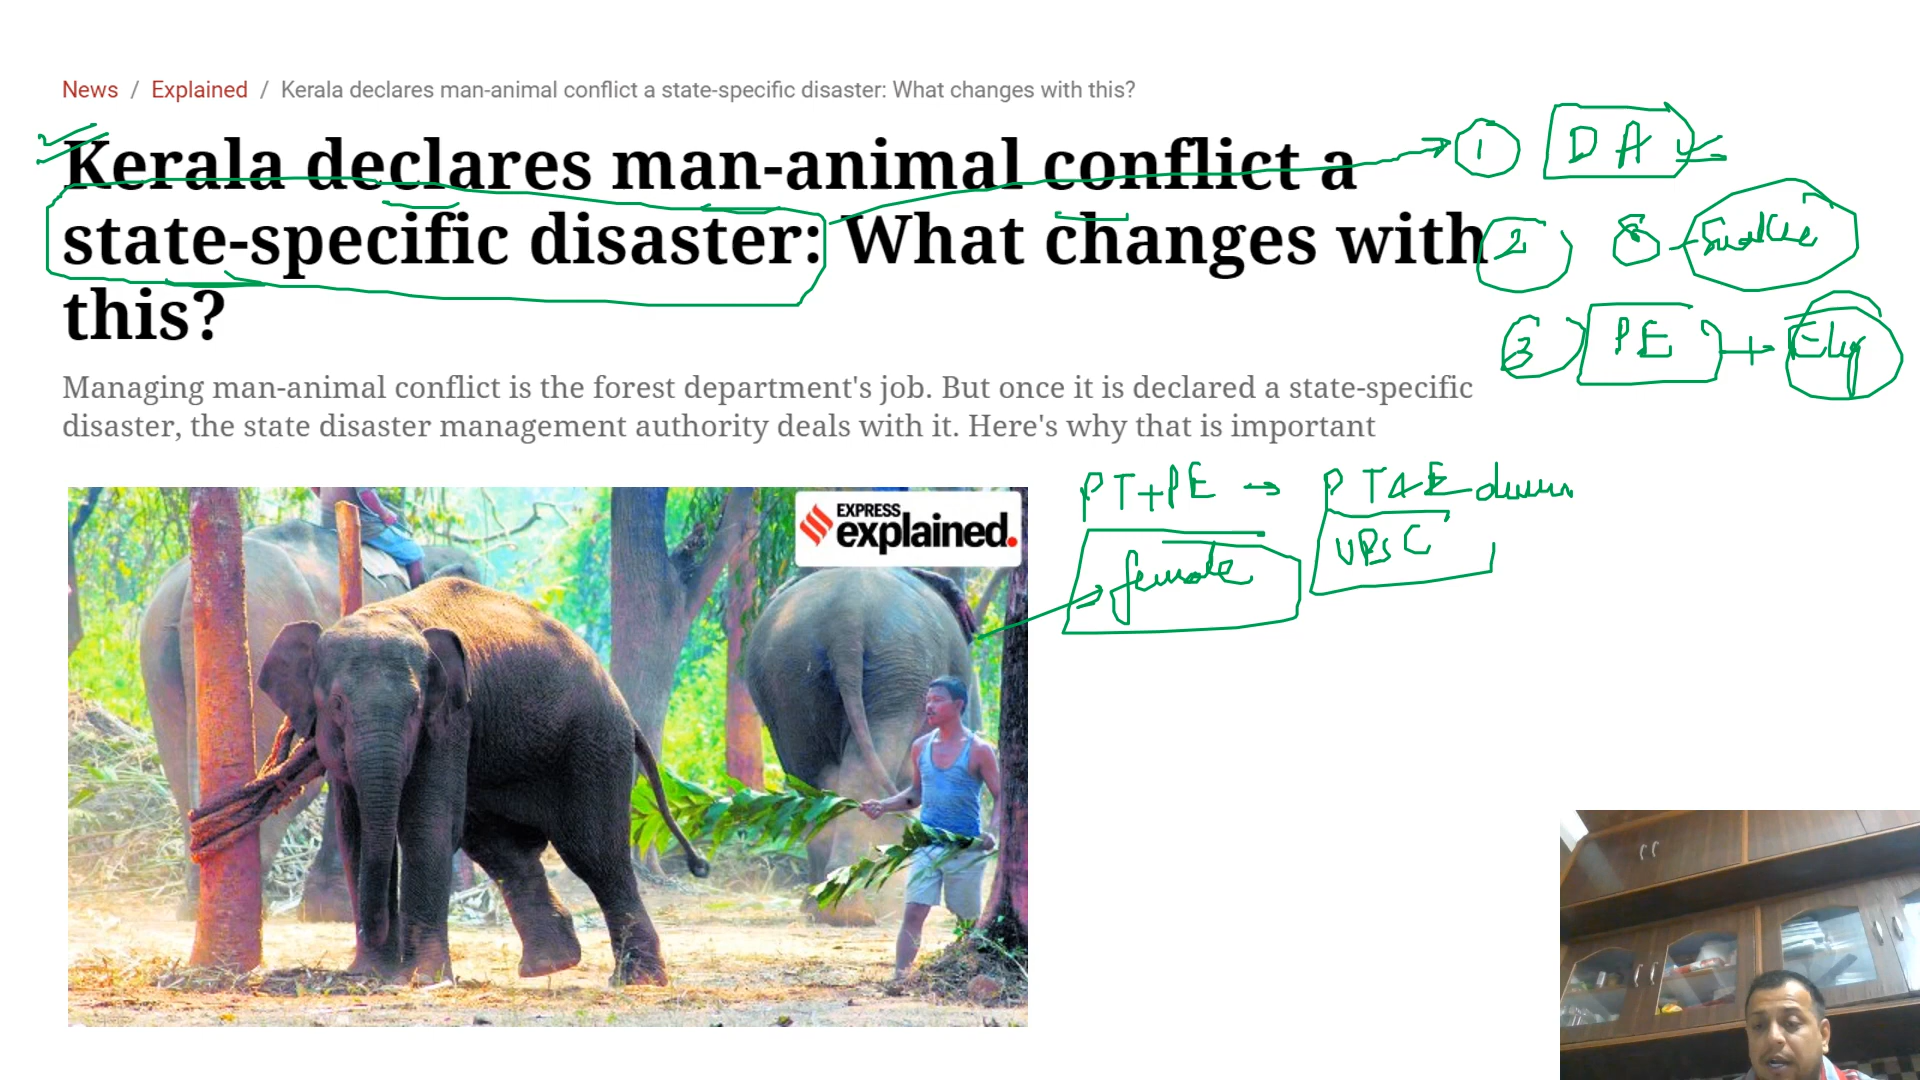 News / Explained / Kerala declares man-animal conflict a state-specific disaster: What changes with this?
Kerala declares man-animal conflict a
state-specific disaster: What changes with
this?
Managing man-animal conflict is the forest department's job. But once it is declared a state-specific
disaster, the state disaster management authority deals with it. Here's why that is important
EXPRESS
explained.
1 DA
2 8
3 PE + 
PT+PE → PT
female
UPSC